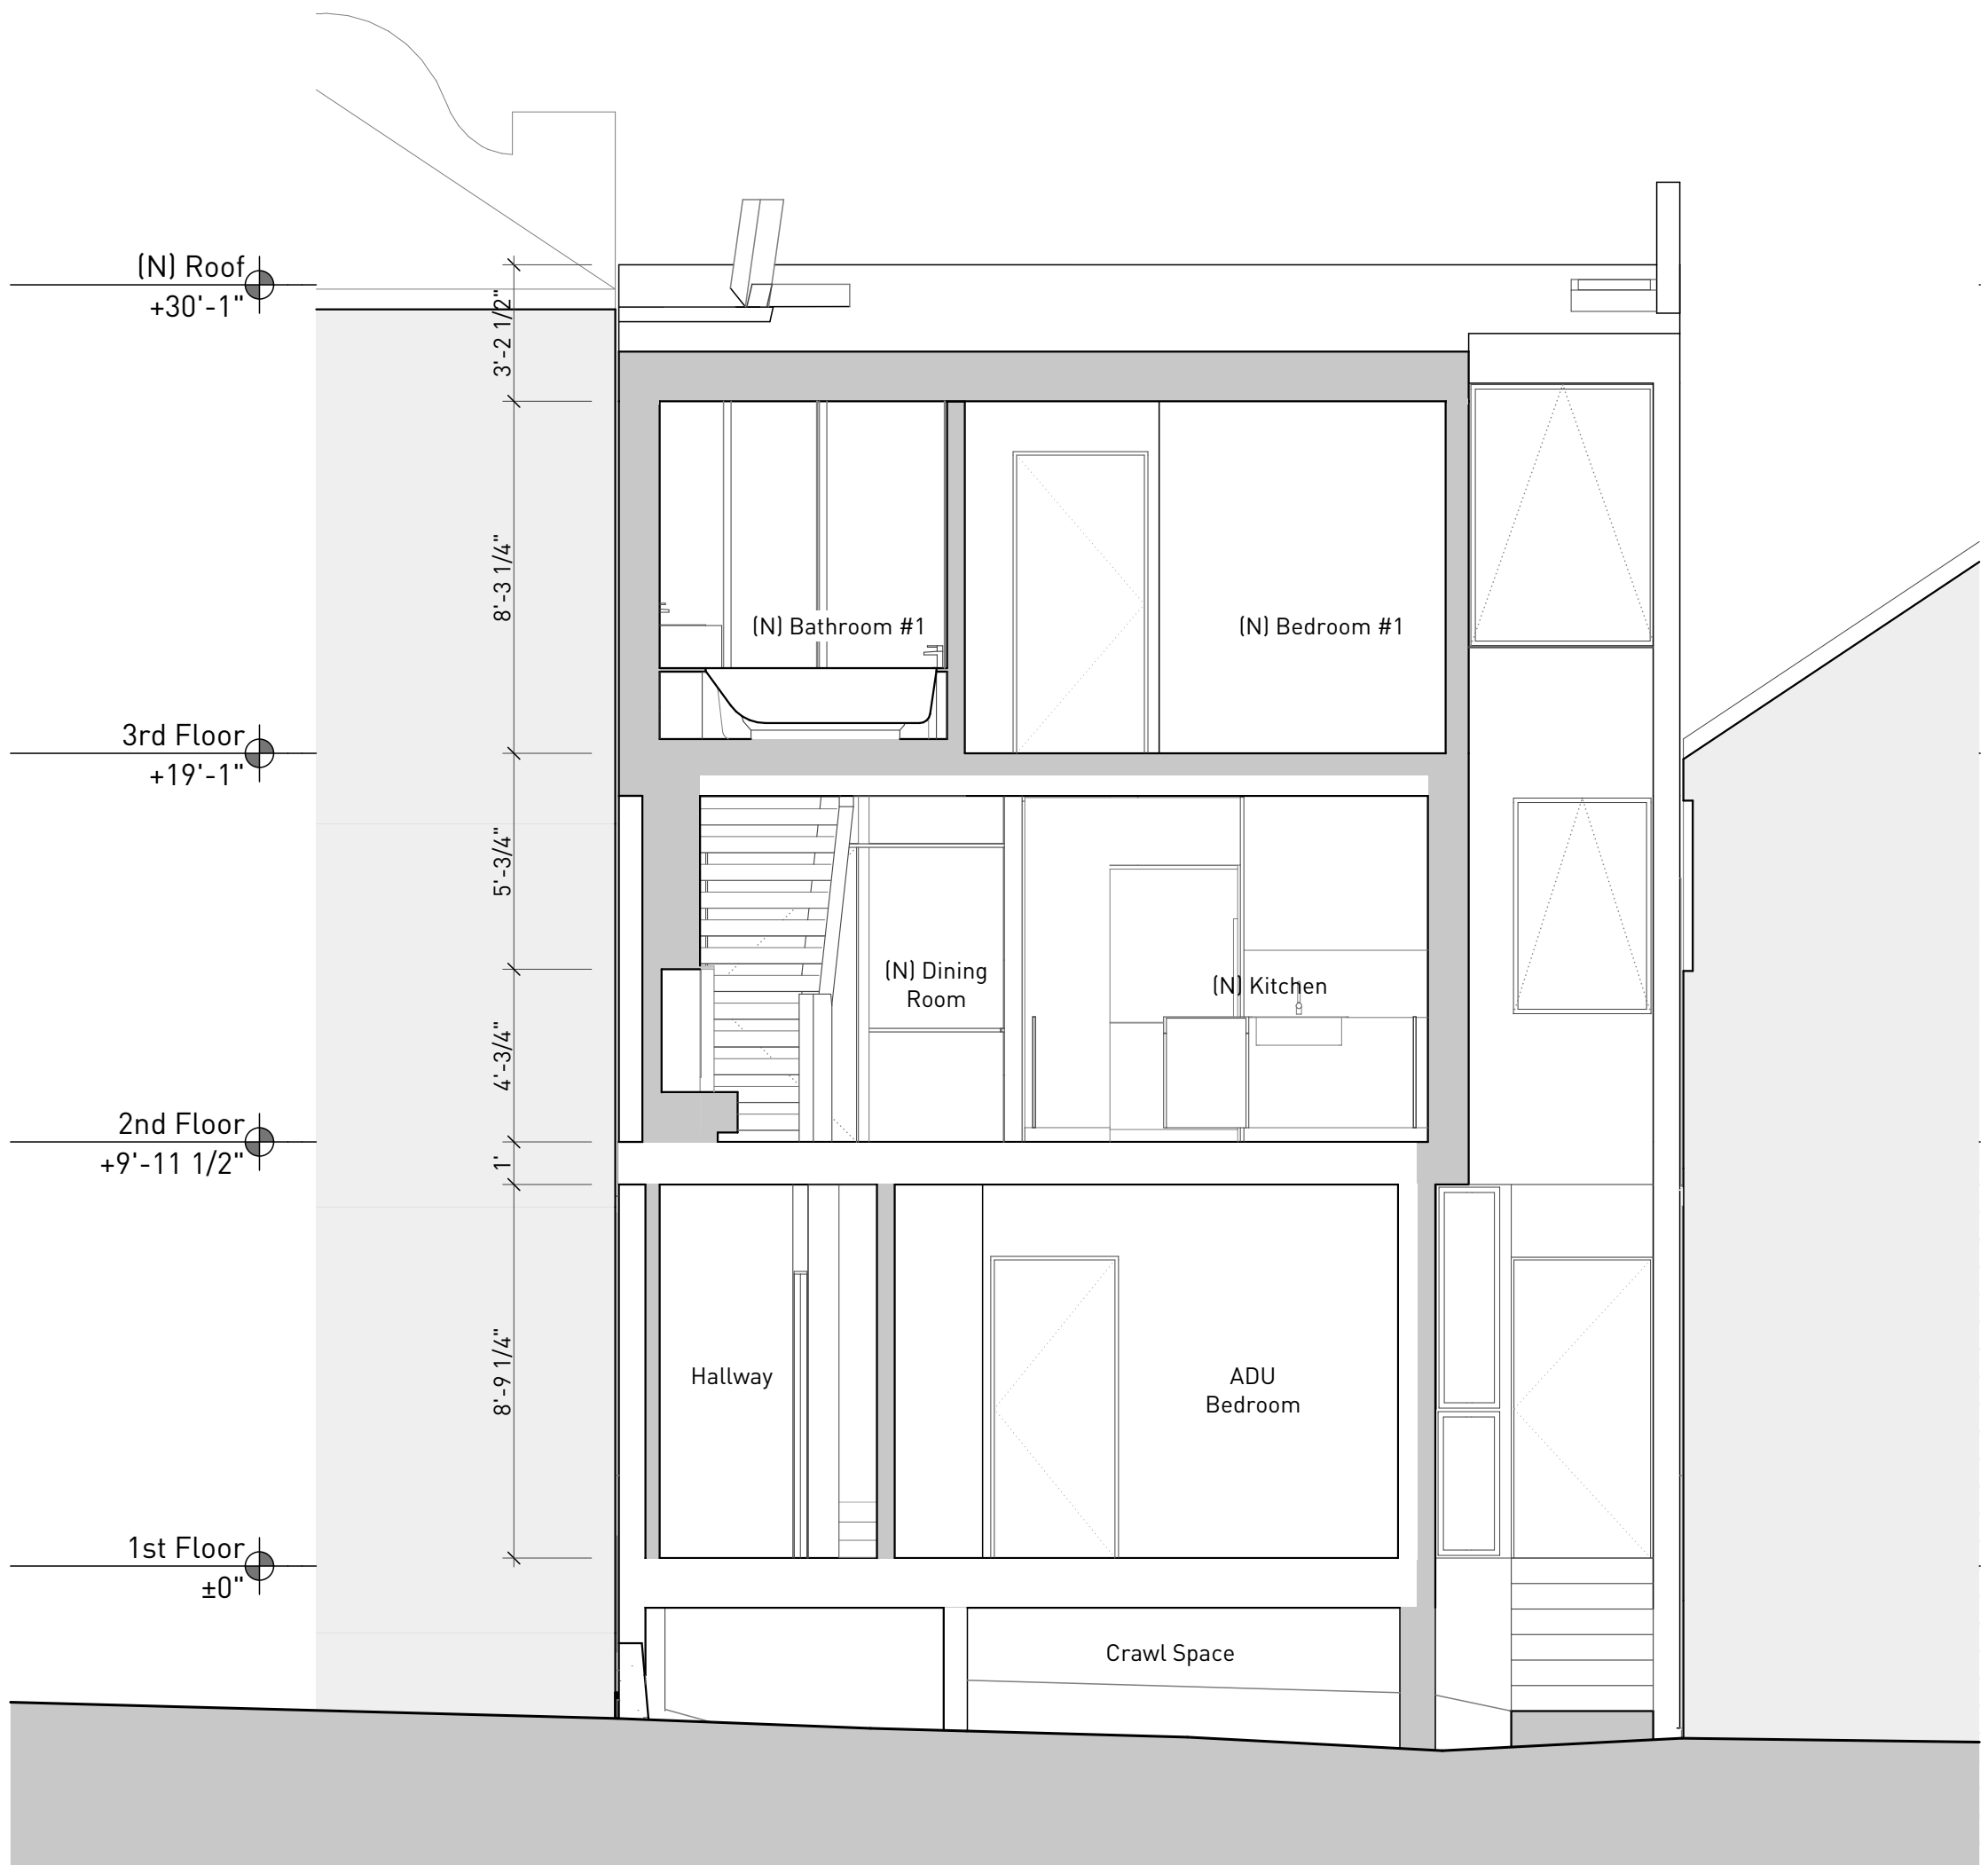 (N) Roof
+30'-1"
3'-2 1/2"
8'-3 1/4"
(N) Bathroom #1
(N) Bedroom #1
3rd Floor
+19'-1"
5'-3/4"
(N) Dining
Room
(N) Kitchen
4'-3/4"
2nd Floor
+9'-11 1/2"
1'
8'-9 1/4"
Hallway
ADU
Bedroom
1st Floor
±0"
Crawl Space